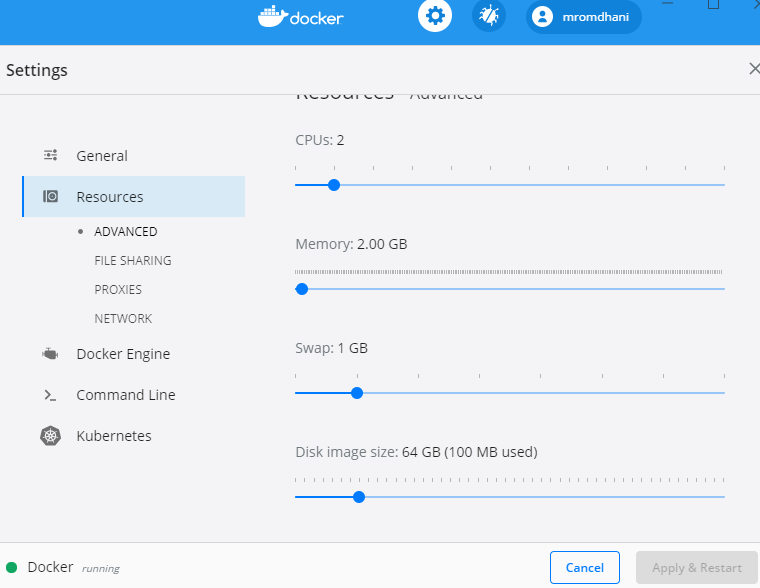 docker
mromdhani
Settings
Resources Advanced
General
Resources
ADVANCED
FILE SHARING
PROXIES
NETWORK
Docker Engine
Command Line
Kubernetes
CPUs: 2
Memory: 2.00 GB
Swap: 1 GB
Disk image size: 64 GB (100 MB used)
Docker running
Cancel
Apply & Restart